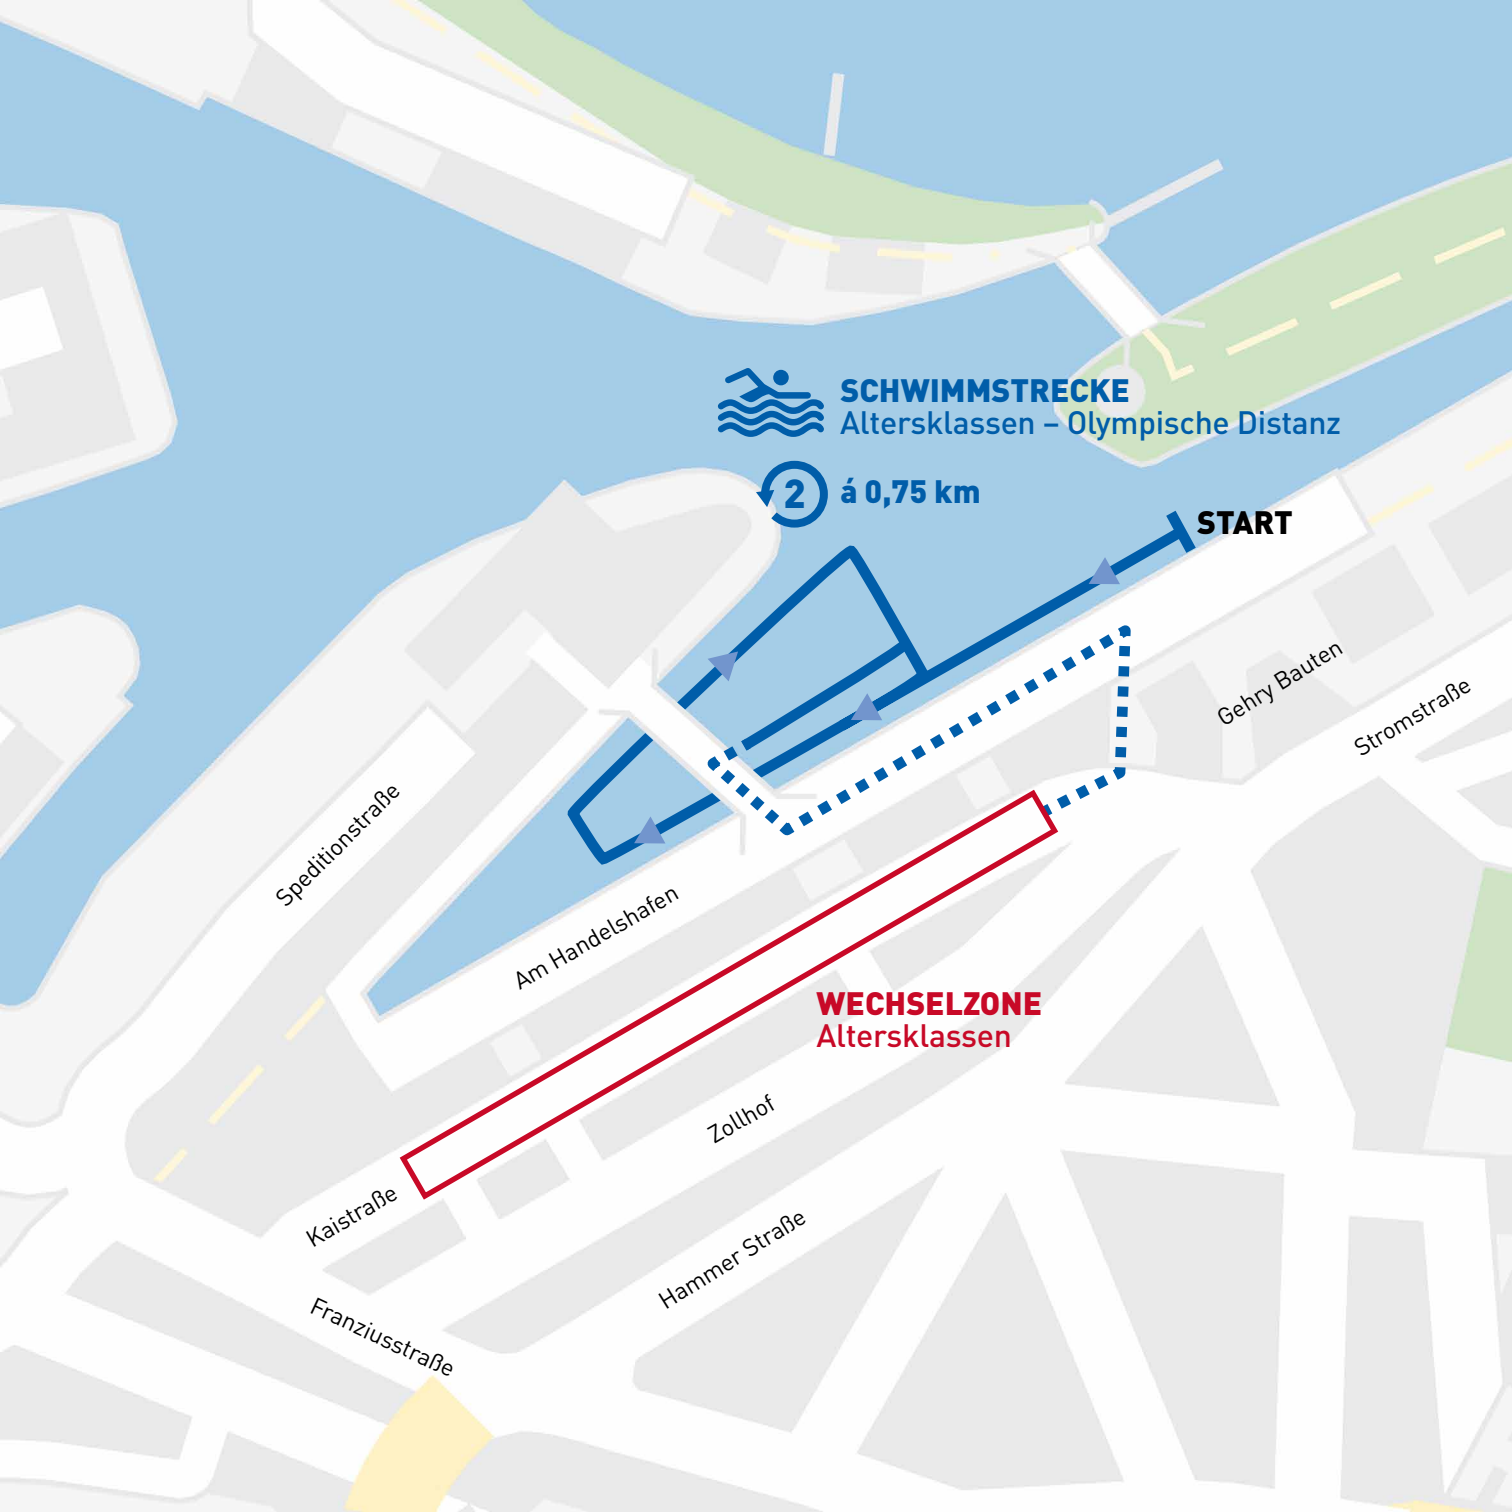 SCHWIMMSTRECKE
Altersklassen – Olympische Distanz
2
á 0,75 km
START
Gehry Bauten
Stromstraße
Speditionstraße
Am Handelshafen
WECHSELZONE
Altersklassen
Zollhof
Kaistraße
Hammer Straße
Franziusstraße